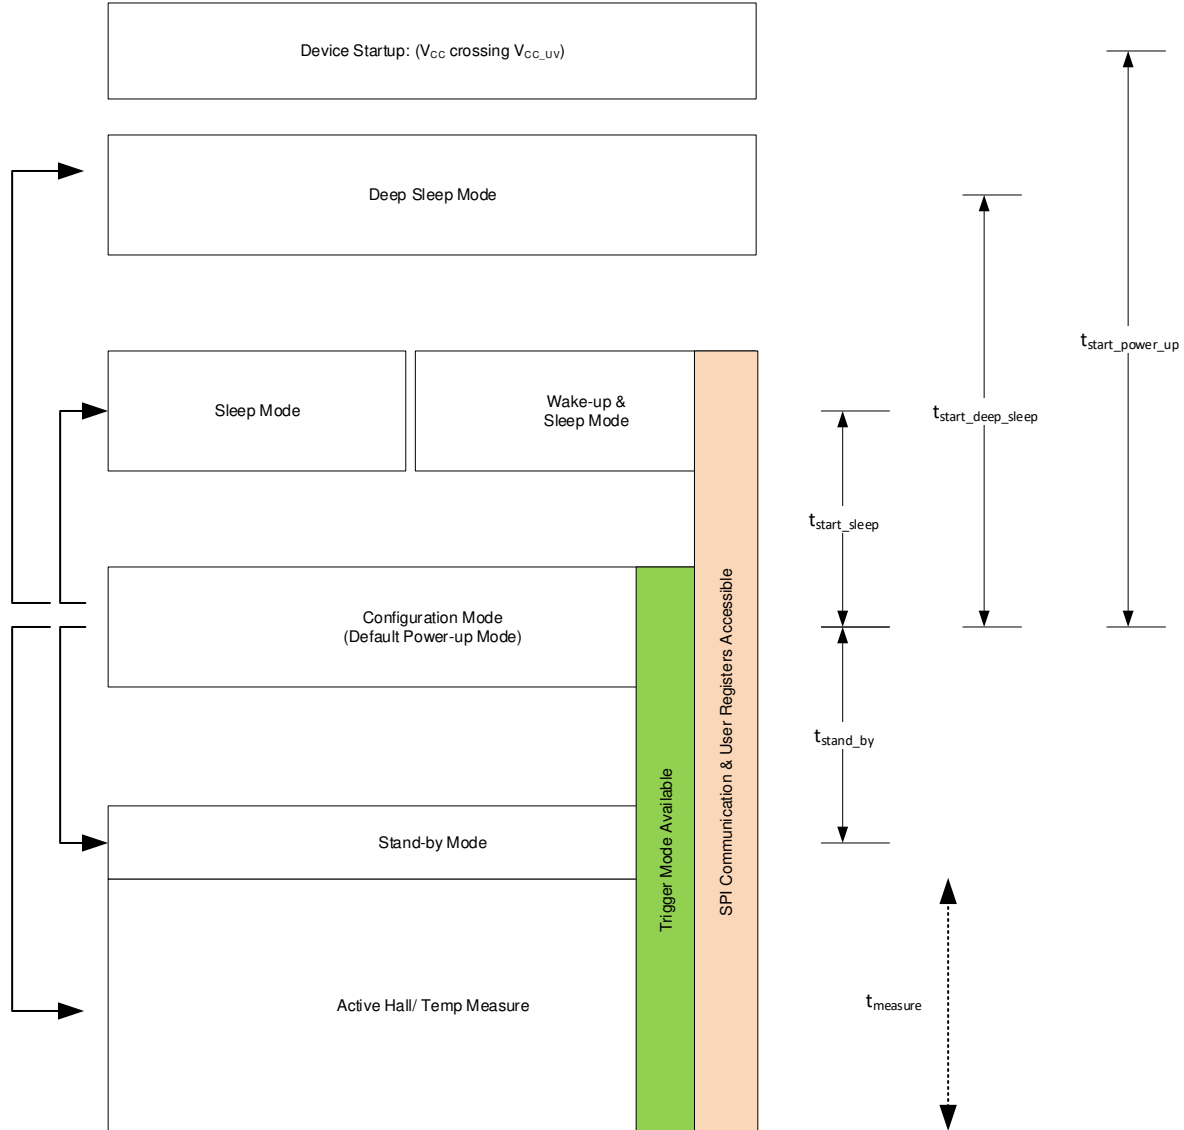 Device Startup: (VCC crossing VCC_UV)
Deep Sleep Mode
tstart_power_up
Sleep Mode
Wake-up &
Sleep Mode
tstart_deep_sleep
tstart_sleep
Configuration Mode
(Default Power-up Mode)
SPI Communication & User Registers Accessible
tstand_by
Trigger Mode Available
Stand-by Mode
Active Hall/ Temp Measure
tmeasure